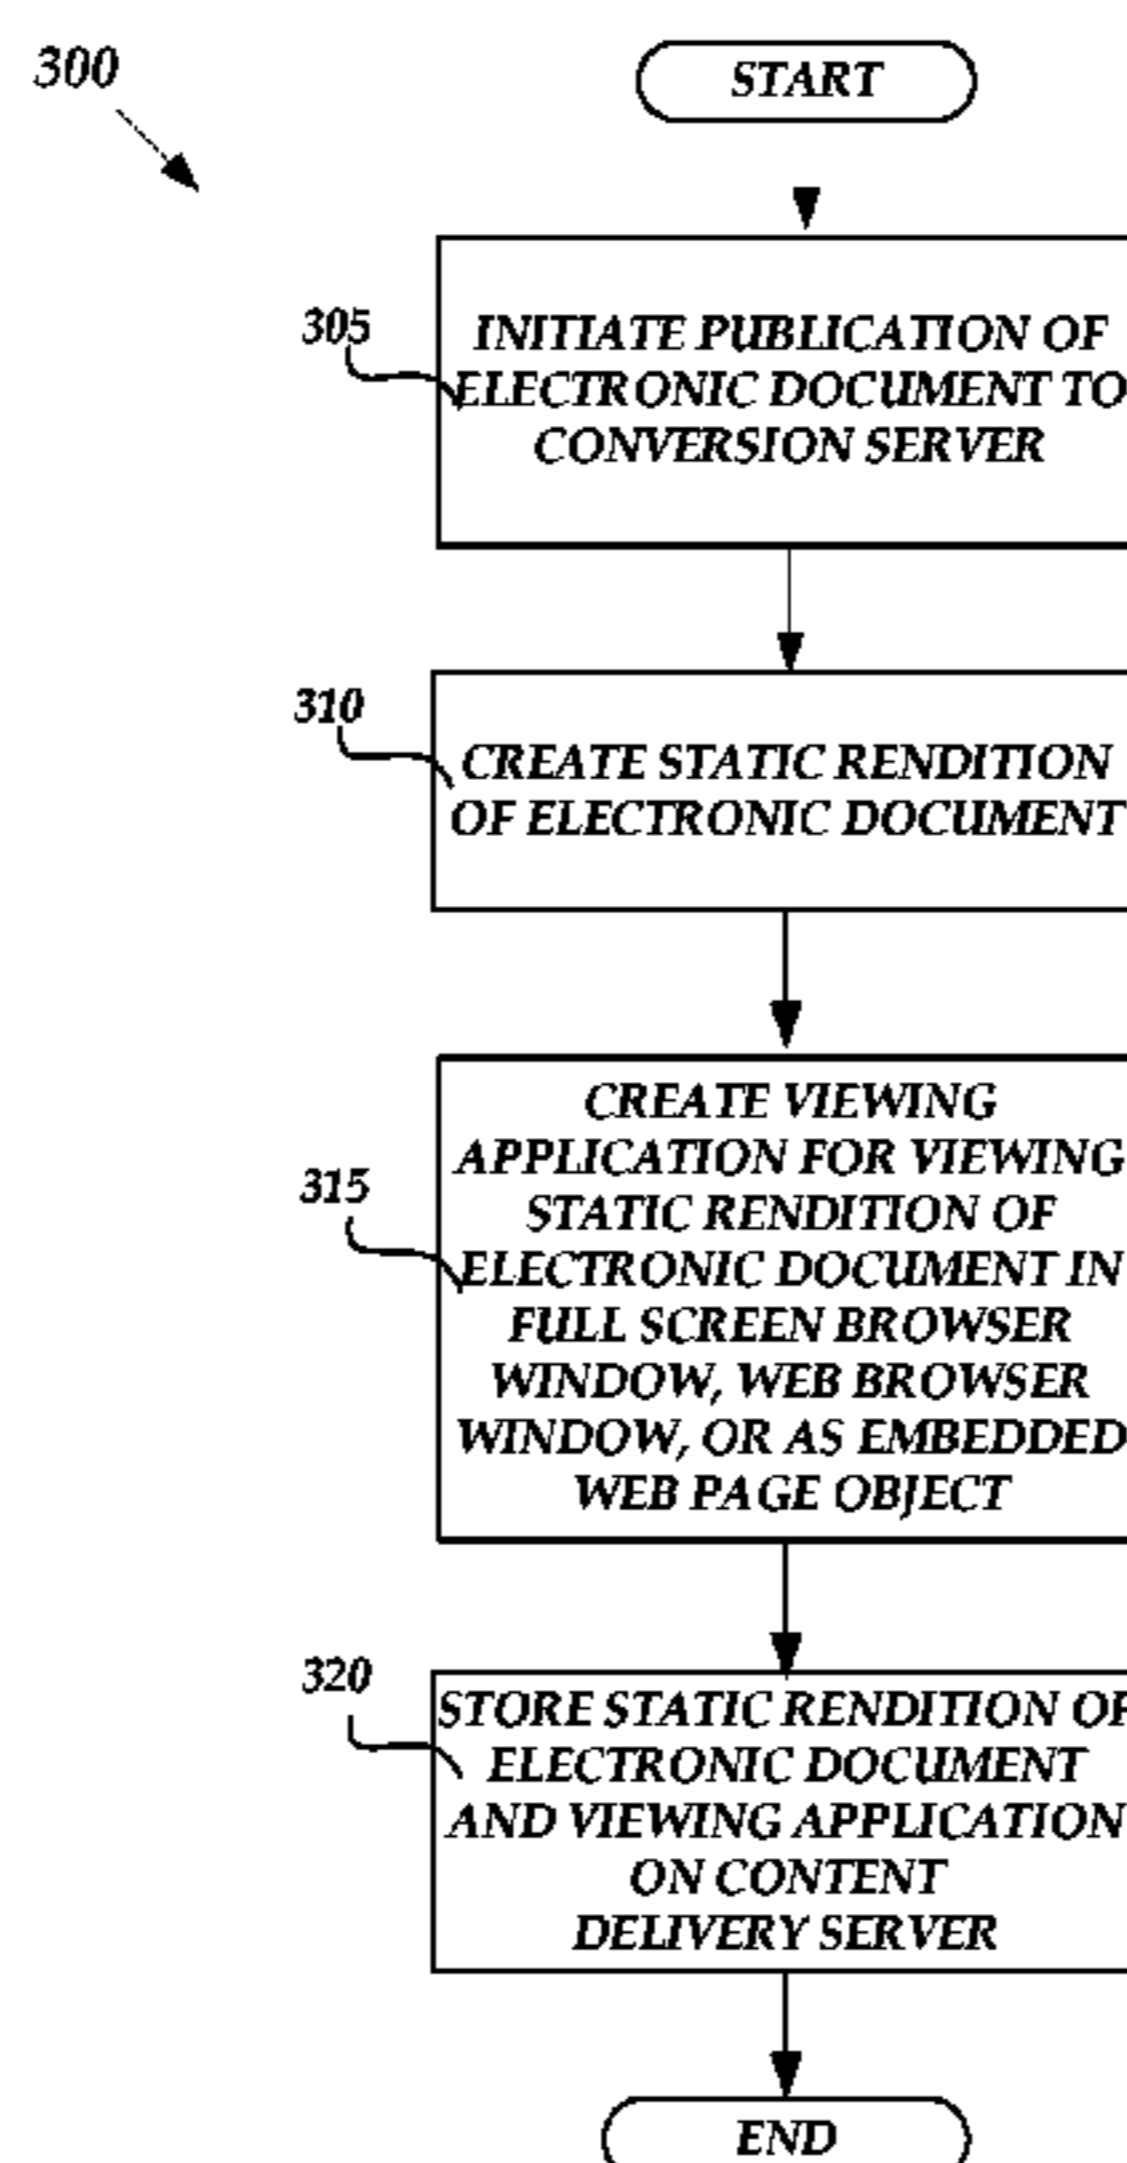 300
START
305
INITIATE PUBLICATION OF
ELECTRONIC DOCUMENT TO
CONVERSION SERVER
310
CREATE STATIC RENDITION
OF ELECTRONIC DOCUMENT
CREATE VIEWING
APPLICATION FOR VIEWING
315
STATIC RENDITION OF
ELECTRONIC DOCUMENT IN
FULL SCREEN BROWSER
WINDOW, WEB BROWSER
WINDOW, OR AS EMBEDDED
WEB PAGE OBJECT
320
STORE STATIC RENDITION OF
ELECTRONIC DOCUMENT
AND VIEWING APPLICATION
ON CONTENT
DELIVERY SERVER
END